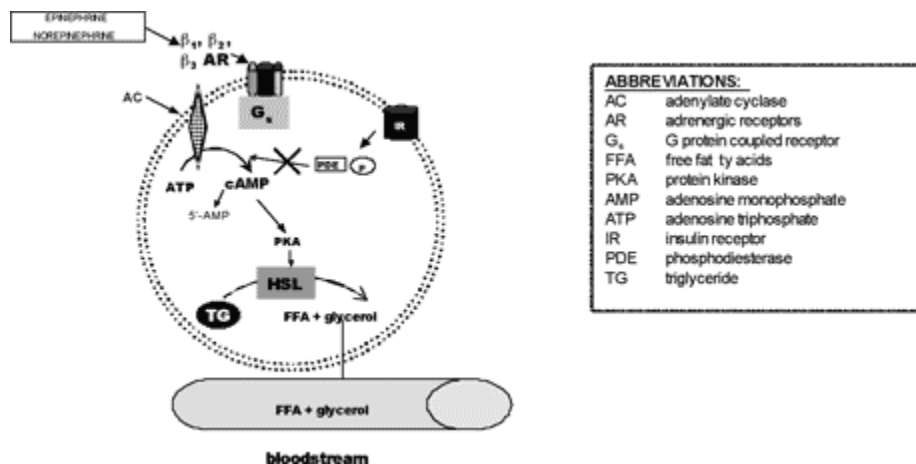 EPINEPHRINE
NOREPINEPHRINE
β1, β2,
β3 AR
AC
Gs
IR
PDE
P
ATP
cAMP
5'-AMP
PKA
HSL
TG
FFA + glycerol
FFA + glycerol
bloodstream
ABBREVIATIONS:
AC adenylate cyclase
AR adrenergic receptors
Gs G protein coupled receptor
FFA free fat ty acids
PKA protein kinase
AMP adenosine monophosphate
ATP adenosine triphosphate
IR insulin receptor
PDE phosphodiesterase
TG triglyceride